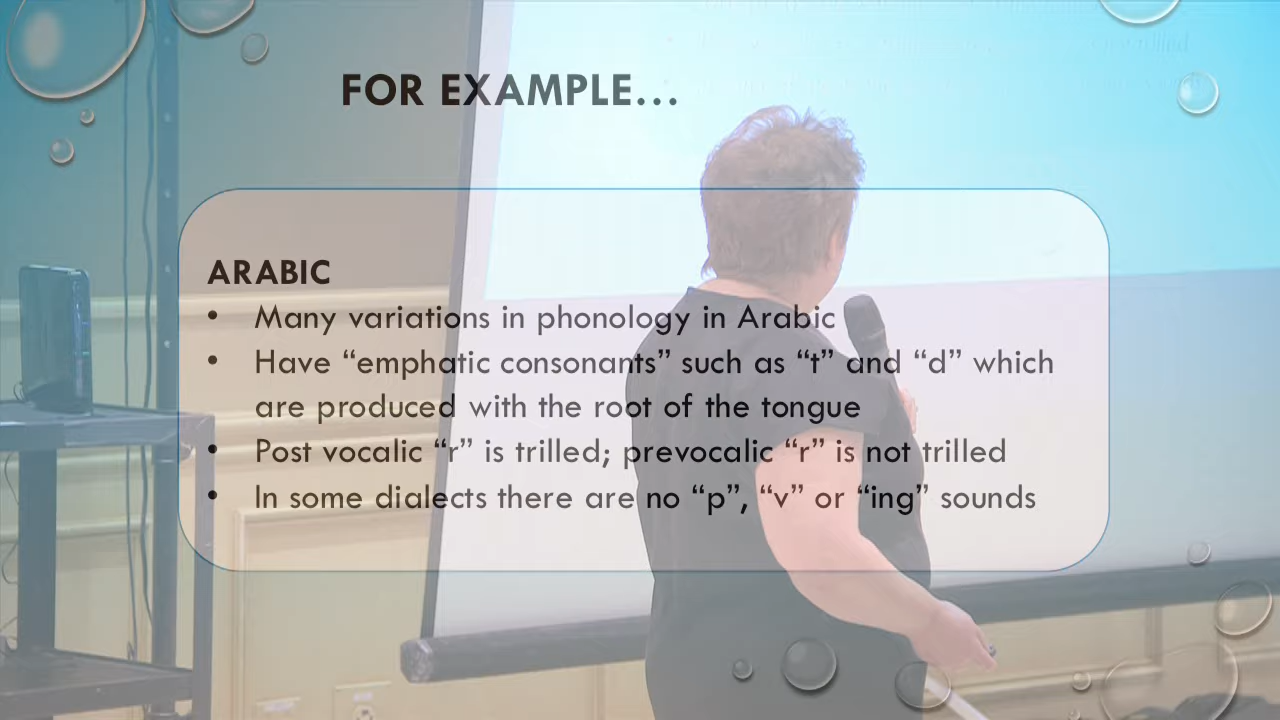 FOR EXAMPLE…
ARABIC
• Many variations in phonology in Arabic
• Have “emphatic consonants” such as “t” and “d” which
are produced with the root of the tongue
• Post vocalic “r” is trilled; prevocalic “r” is not trilled
• In some dialects there are no “p”, “v” or “ing” sounds